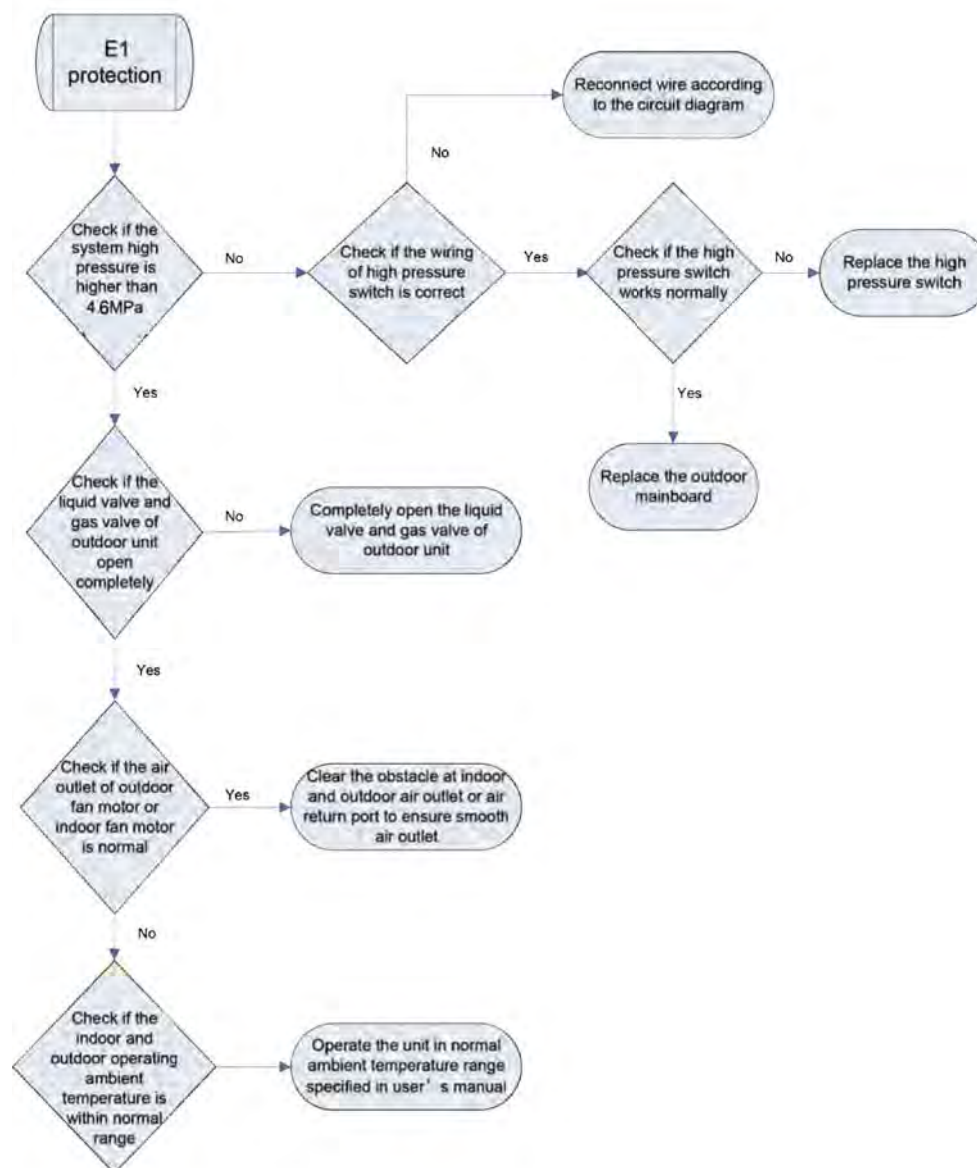 E1
protection
Reconnect wire according
to the circuit diagram
No
Check if the
system high
pressure is
higher than
4.6MPa
No
Check if the wiring
of high pressure
switch is correct
Yes
Check if the high
pressure switch
works normally
No
Replace the high
pressure switch
Yes
Yes
Replace the outdoor
mainboard
Check if the
liquid valve and
gas valve of
outdoor unit
open
completely
No
Completely open the liquid
valve and gas valve of
outdoor unit
Yes
Check if the air
outlet of outdoor
fan motor or
indoor fan motor
is normal
Yes
Clear the obstacle at indoor
and outdoor air outlet or air
return port to ensure smooth
air outlet
No
Check if the
indoor and
outdoor operating
ambient
temperature is
within normal
range
Operate the unit in normal
ambient temperature range
specified in user’s manual